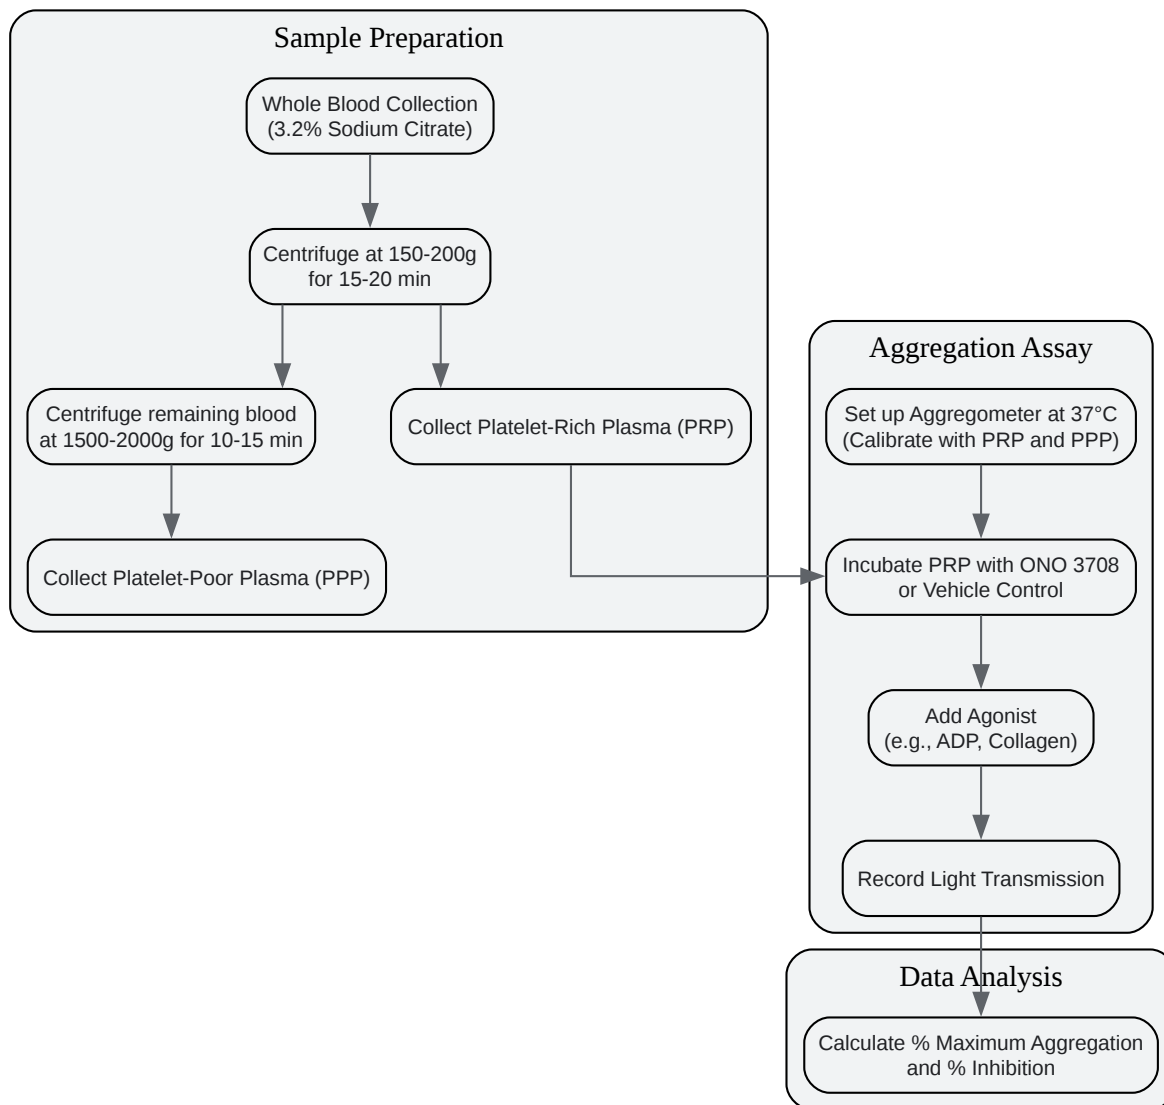 Sample Preparation
Whole Blood Collection
(3.2% Sodium Citrate)
Centrifuge at 150-200g
for 15-20 min
Centrifuge remaining blood
at 1500-2000g for 10-15 min
Collect Platelet-Rich Plasma (PRP)
Collect Platelet-Poor Plasma (PPP)
Aggregation Assay
Set up Aggregometer at 37°C
(Calibrate with PRP and PPP)
Incubate PRP with ONO 3708
or Vehicle Control
Add Agonist
(e.g., ADP, Collagen)
Record Light Transmission
Data Analysis
Calculate % Maximum Aggregation
and % Inhibition